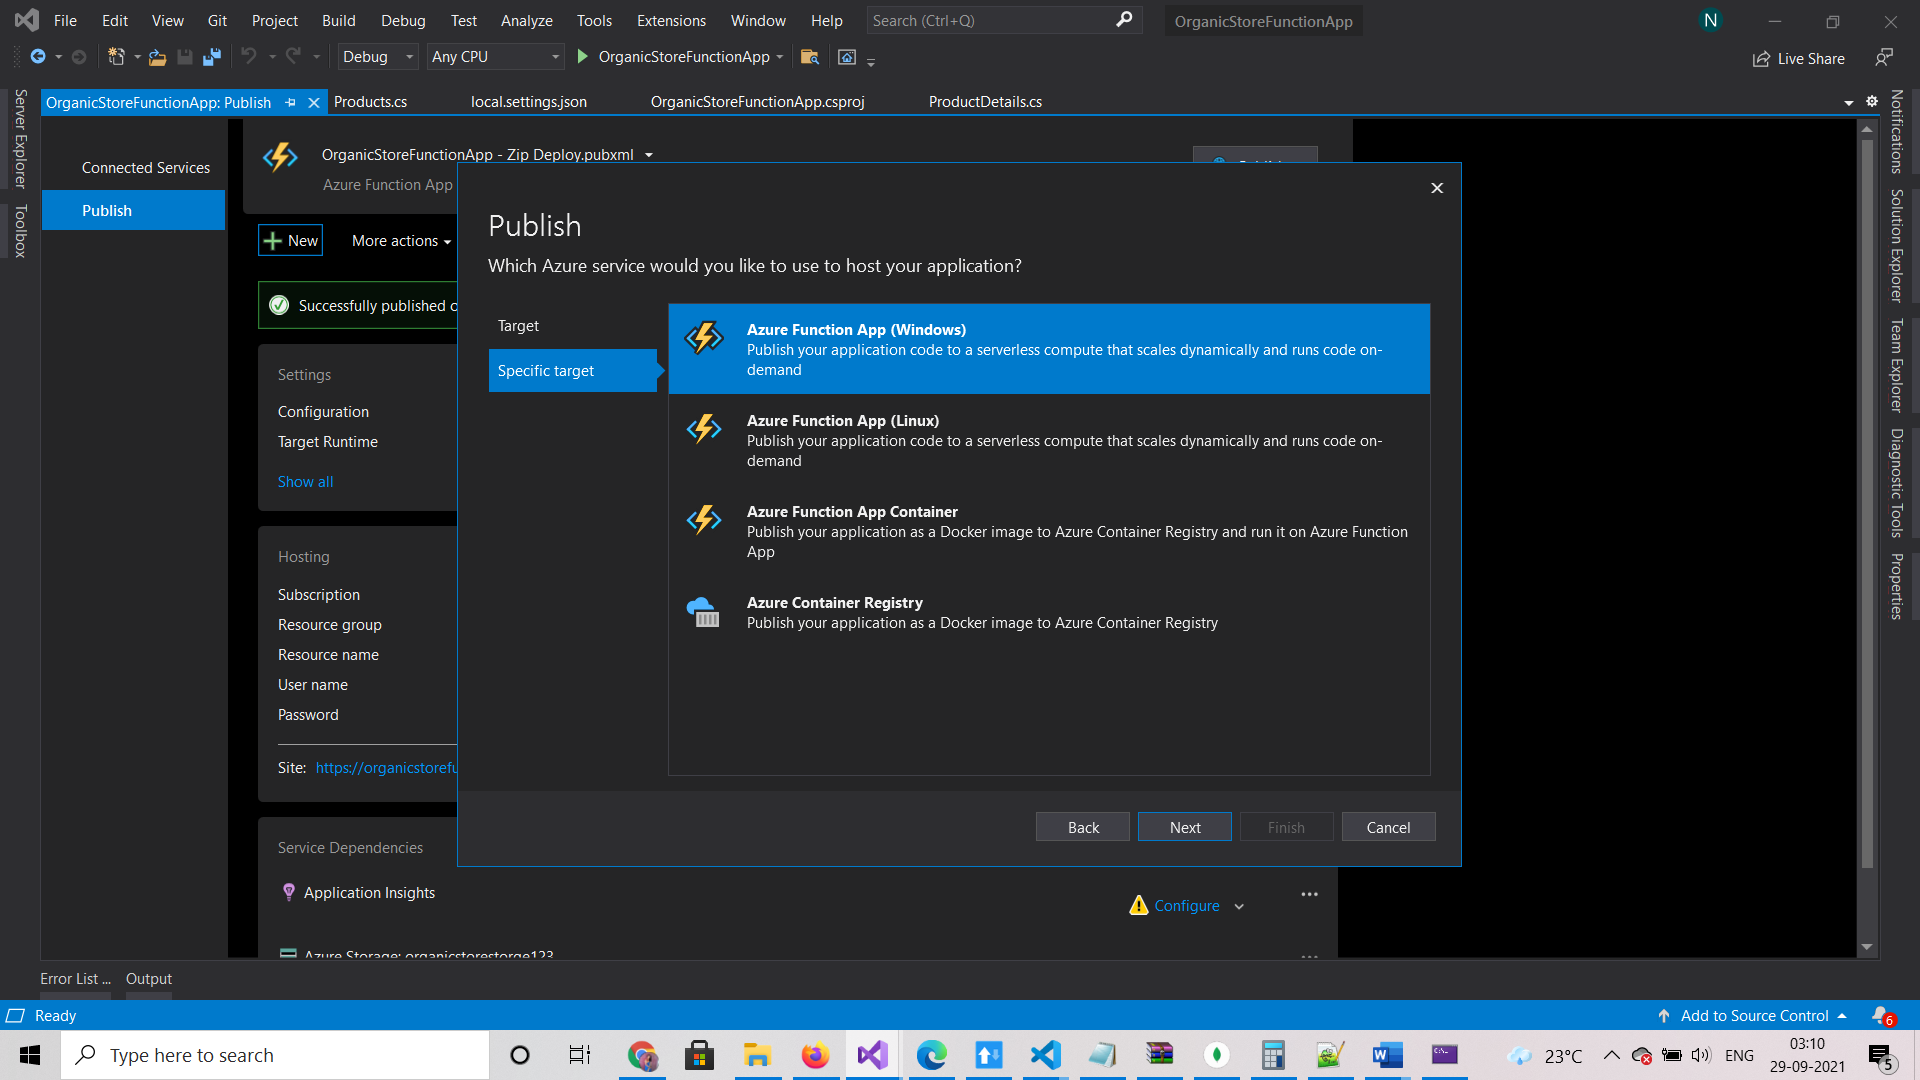 File Edit View Git Project Build Debug Test Analyze Tools Extensions Window Help Search (Ctrl+Q) OrganicStoreFunctionApp N
Debug Any CPU OrganicStoreFunctionApp Live Share
OrganicStoreFunctionApp: Publish Products.cs local.settings.json OrganicStoreFunctionApp.csproj ProductDetails.cs
Server Explorer
Toolbox
Connected Services
Publish
OrganicStoreFunctionApp - Zip Deploy.pubxml
Azure Function App
New More actions
Successfully published o
Settings
Configuration
Target Runtime
Show all
Hosting
Subscription
Resource group
Resource name
User name
Password
Site: https://organicstorefu
Service Dependencies
Application Insights
Configure
Azure Storage: organicstorestorge123
Publish
Which Azure service would you like to use to host your application?
Target
Specific target
Azure Function App (Windows)
Publish your application code to a serverless compute that scales dynamically and runs code on-
demand
Azure Function App (Linux)
Publish your application code to a serverless compute that scales dynamically and runs code on-
demand
Azure Function App Container
Publish your application as a Docker image to Azure Container Registry and run it on Azure Function
App
Azure Container Registry
Publish your application as a Docker image to Azure Container Registry
Back Next Finish Cancel
Notifications
Solution Explorer
Team Explorer
Diagnostic Tools
Properties
Error List ... Output
Ready Add to Source Control 6
Type here to search 23°C ENG 03:10
29-09-2021 5